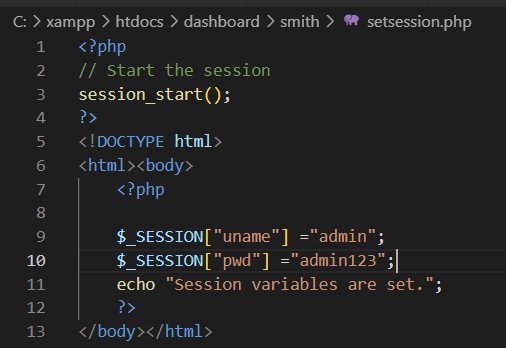 C: > xampp > htdocs > dashboard > smith > setsession.php
1 <?php
2 // Start the session
3 session_start();
4 ?>
5 <!DOCTYPE html>
6 <html><body>
7 <?php
8
9 $_SESSION["uname"] ="admin";
10 $_SESSION["pwd"] ="admin123";
11 echo "Session variables are set.";
12 ?>
13 </body></html>